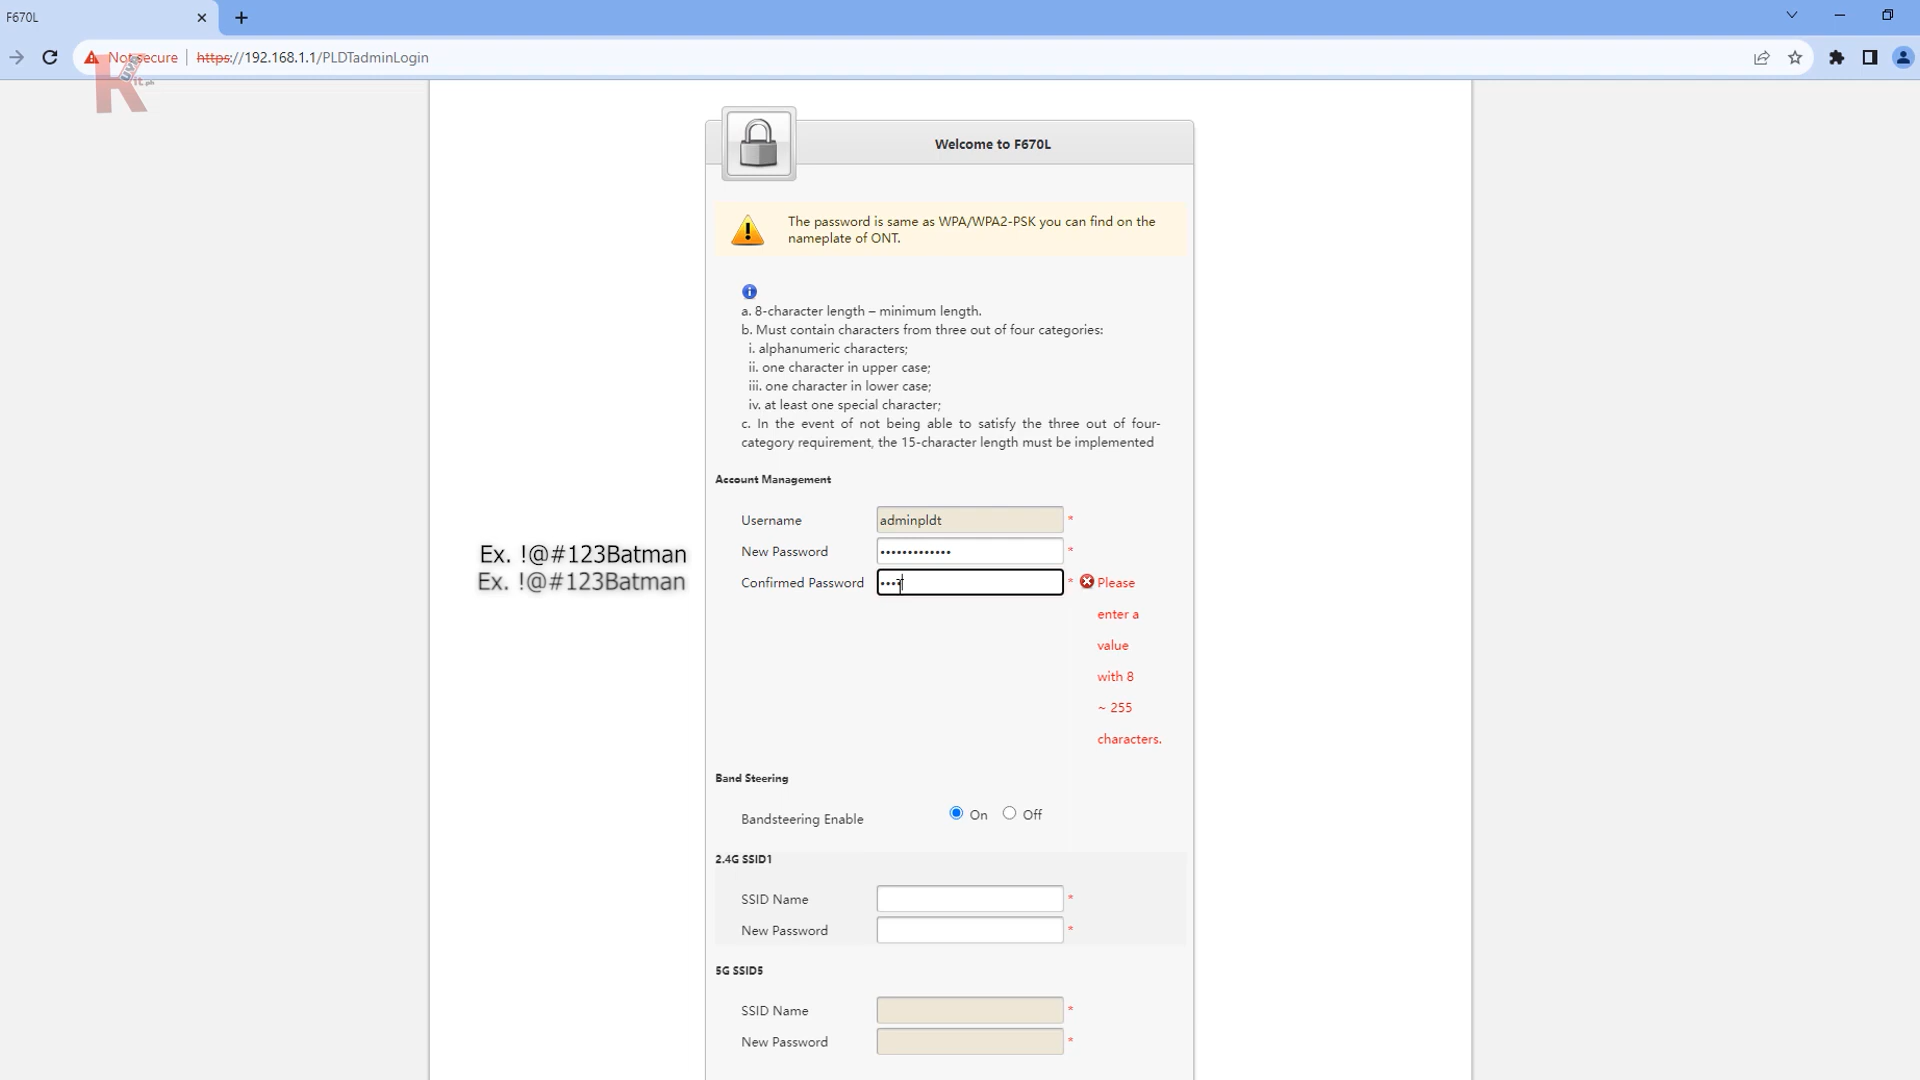 F670L
Not secure | https://192.168.1.1/PLDTadminLogin
K
it.ph
Welcome to F670L
The password is same as WPA/WPA2-PSK you can find on the
nameplate of ONT.
a. 8-character length – minimum length.
b. Must contain characters from three out of four categories:
i. alphanumeric characters;
ii. one character in upper case;
iii. one character in lower case;
iv. at least one special character;
c. In the event of not being able to satisfy the three out of four-
category requirement, the 15-character length must be implemented
Account Management
Username adminpldt *
Ex. !@#123Batman
New Password ••••••••••••• *
Ex. !@#123Batman
Confirmed Password •••• * Please
enter a
value
with 8
~ 255
characters.
Band Steering
Bandsteering Enable On Off
2.4G SSID1
SSID Name *
New Password *
5G SSID5
SSID Name *
New Password *